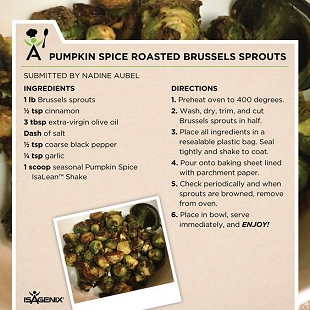 PUMPKIN SPICE ROASTED BRUSSELS SPROUTS
SUBMITTED BY NADINE AUBEL
INGREDIENTS
1 lb Brussels sprouts
½ tsp cinnamon
3 tbsp extra-virgin olive oil
Dash of salt
½ tsp coarse black pepper
¼ tsp garlic
1 scoop seasonal Pumpkin Spice
IsaLean™ Shake
DIRECTIONS
1. Preheat oven to 400 degrees.
2. Wash, dry, trim, and cut
Brussels sprouts in half.
3. Place all ingredients in a
resealable plastic bag. Seal
tightly and shake to coat.
4. Pour onto baking sheet lined
with parchment paper.
5. Check periodically and when
sprouts are browned, remove
from oven.
6. Place in bowl, serve
immediately, and ENJOY!
ISAGENIX®